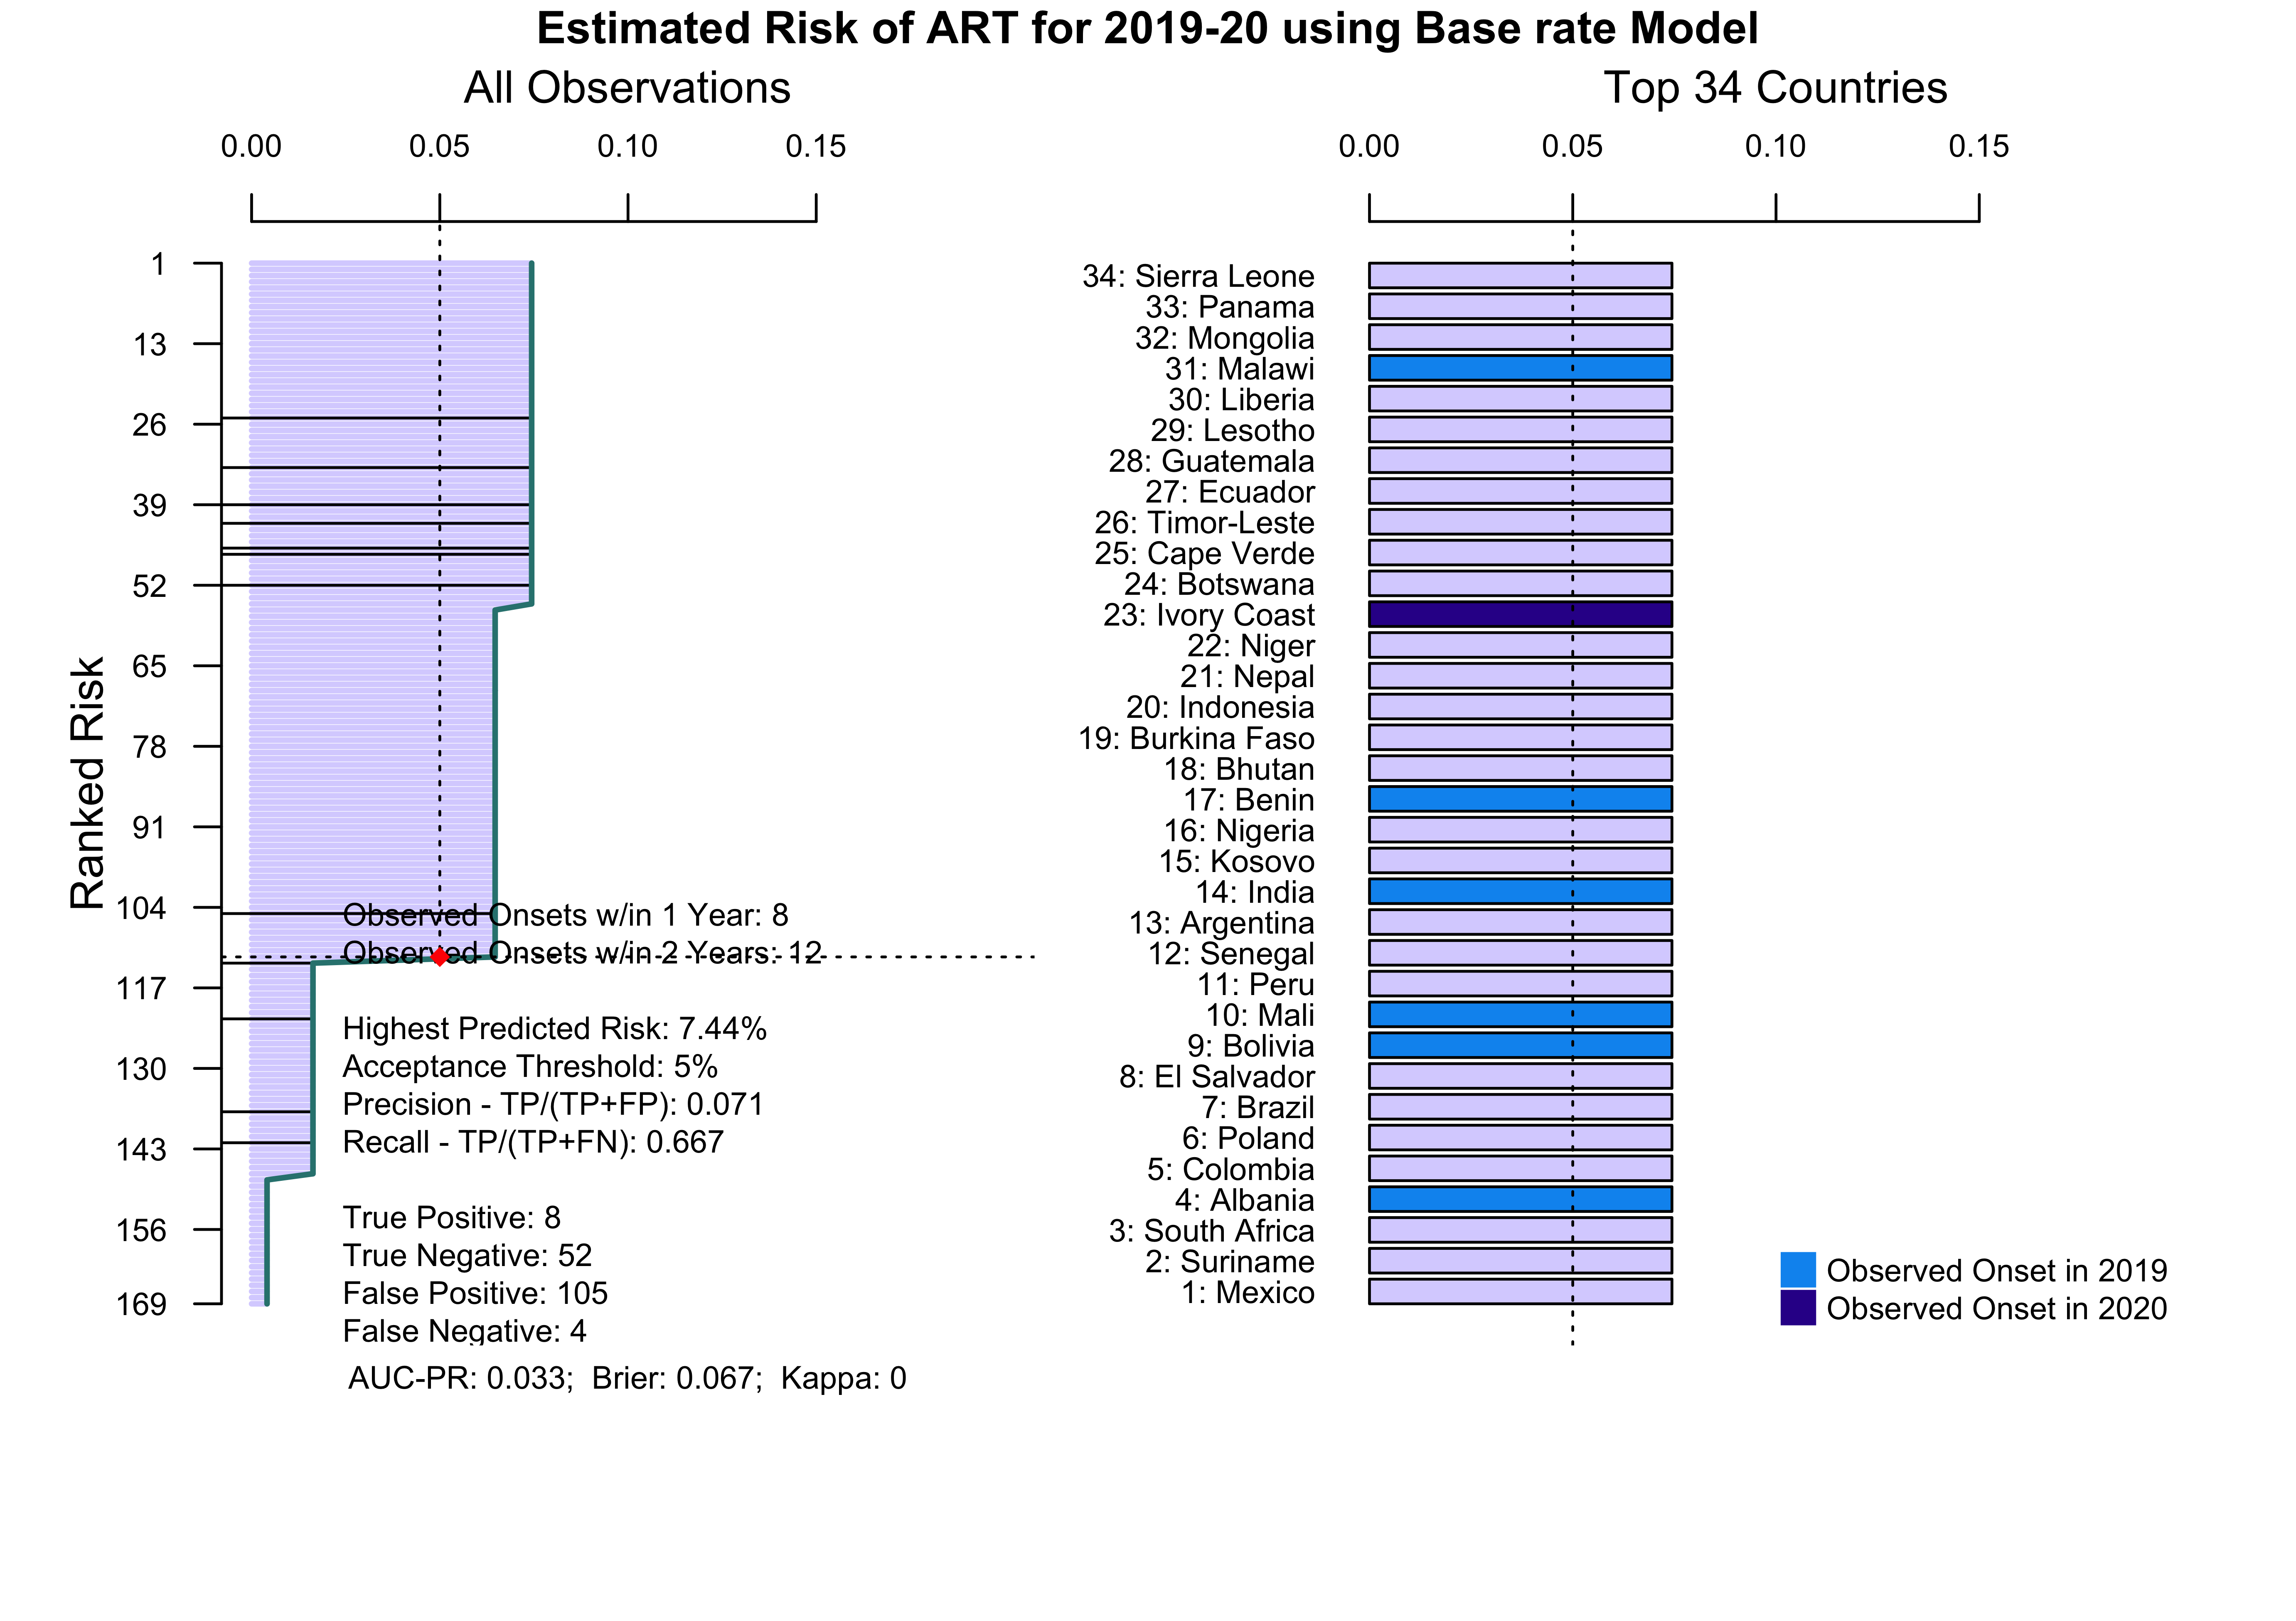 Estimated Risk of ART for 2019-20 using Base rate Model
All Observations
0.00 0.05 0.10 0.15
Ranked Risk
1
13
26
39
52
65
78
91
104
117
130
143
156
169
Observed Onsets w/in 1 Year: 8
Observed Onsets w/in 2 Years: 12
Highest Predicted Risk: 7.44%
Acceptance Threshold: 5%
Precision - TP/(TP+FP): 0.071
Recall - TP/(TP+FN): 0.667
True Positive: 8
True Negative: 52
False Positive: 105
False Negative: 4
AUC-PR: 0.033; Brier: 0.067; Kappa: 0
Top 34 Countries
0.00 0.05 0.10 0.15
34: Sierra Leone
33: Panama
32: Mongolia
31: Malawi
30: Liberia
29: Lesotho
28: Guatemala
27: Ecuador
26: Timor-Leste
25: Cape Verde
24: Botswana
23: Ivory Coast
22: Niger
21: Nepal
20: Indonesia
19: Burkina Faso
18: Bhutan
17: Benin
16: Nigeria
15: Kosovo
14: India
13: Argentina
12: Senegal
11: Peru
10: Mali
9: Bolivia
8: El Salvador
7: Brazil
6: Poland
5: Colombia
4: Albania
3: South Africa
2: Suriname
1: Mexico
Observed Onset in 2019
Observed Onset in 2020